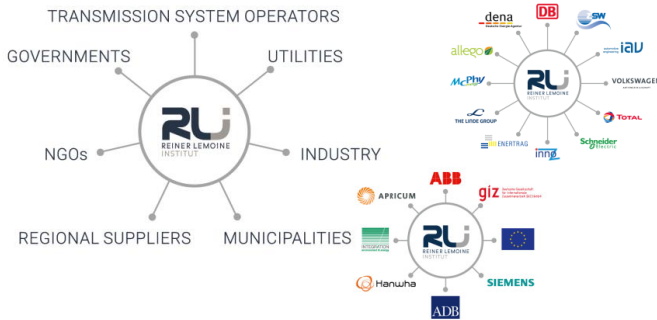 TRANSMISSION SYSTEM OPERATORS
GOVERNMENTS
UTILITIES
RLI
REINER LEMOINE
INSTITUT
NGOs
INDUSTRY
REGIONAL SUPPLIERS
MUNICIPALITIES
dena
DB
SW
allego
iav
McPhy
RLI
REINER LEMOINE
INSTITUT
VOLKSWAGEN
THE LINDE GROUP
TOTAL
ENERTRAG
inno2
Schneider
Electric
APRICUM
ABB
giz
INTEGRATION
RLI
REINER LEMOINE
INSTITUT
Hanwha
SIEMENS
ADB